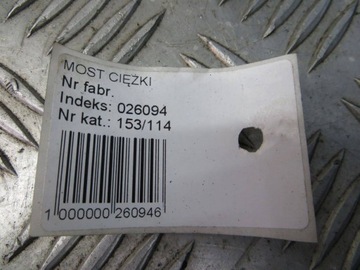 MOST CIĘŻKI
Nr fabr.
Indeks: 026094
Nr kat.: 153/114
1 000000 260946